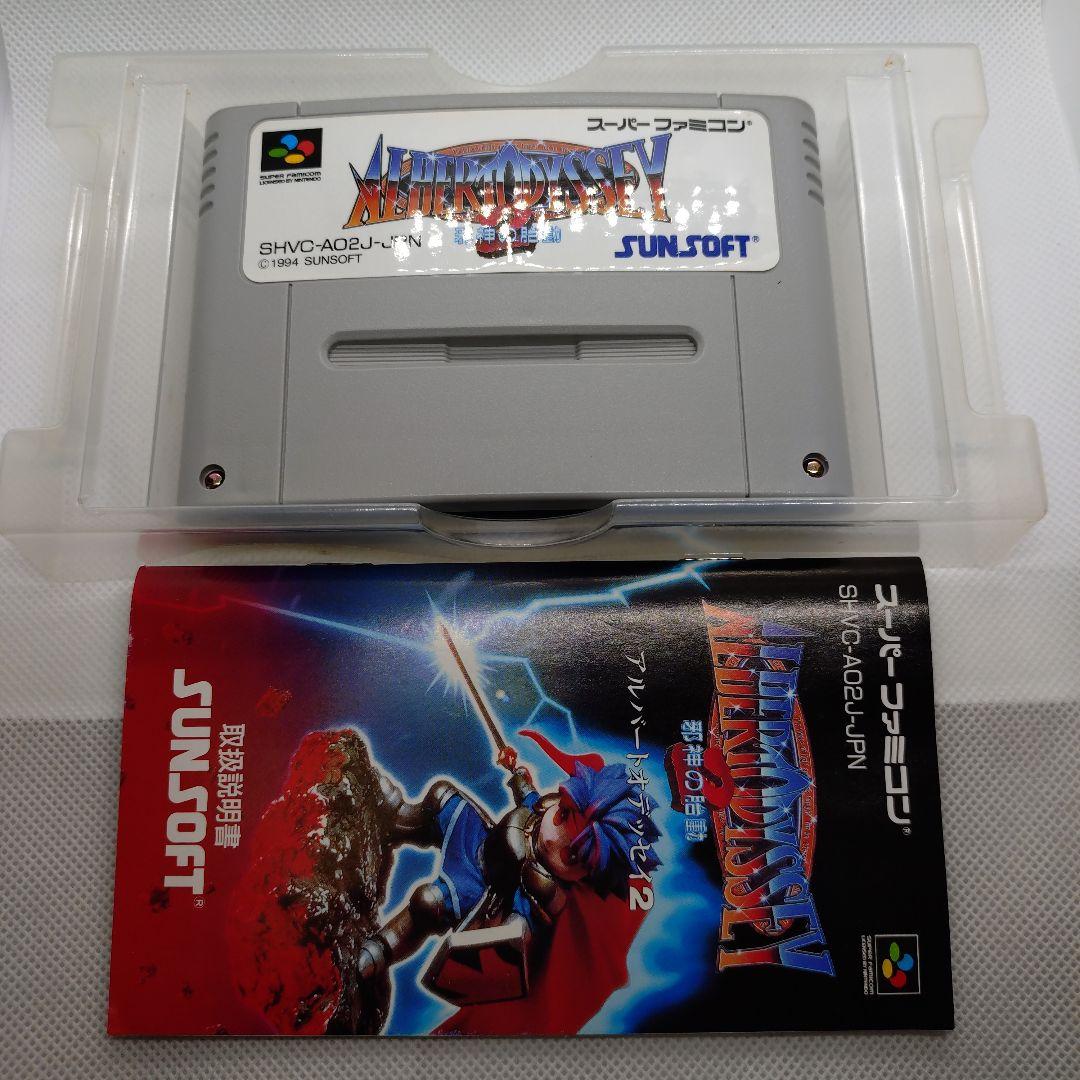 スーパーファミコン®
SUPER FAMICOM
LICENSED BY NINTENDO
ALBERT ODYSSEY
2
邪神の胎動
SHVC-A02J-JPN
©1994 SUNSOFT
SUNSOFT®
スーパーファミコン®
SHVC-A02J-JPN
ALBERT ODYSSEY
2
邪神の胎動
アルバートオデッセイ2
取扱説明書
SUNSOFT®
SUPER FAMICOM
LICENSED BY NINTENDO